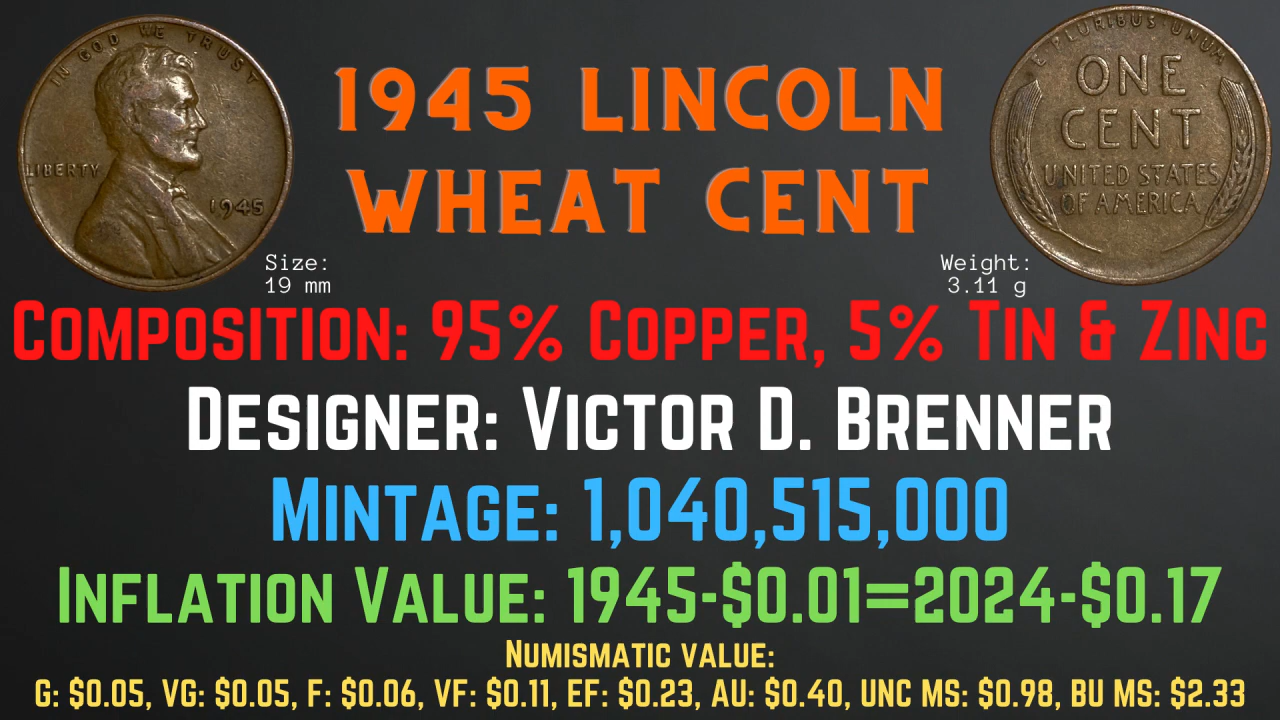 IN GOD WE TRUST
LIBERTY
1945
1945 LINCOLN
WHEAT CENT
E PLURIBUS UNUM
ONE
CENT
UNITED STATES
OF AMERICA
Size:
19 mm
Weight:
3.11 g
COMPOSITION: 95% COPPER, 5% TIN & ZINC
DESIGNER: VICTOR D. BRENNER
MINTAGE: 1,040,515,000
INFLATION VALUE: 1945-$0.01=2024-$0.17
NUMISMATIC VALUE:
G: $0.05, VG: $0.05, F: $0.06, VF: $0.11, EF: $0.23, AU: $0.40, UNC MS: $0.98, BU MS: $2.33